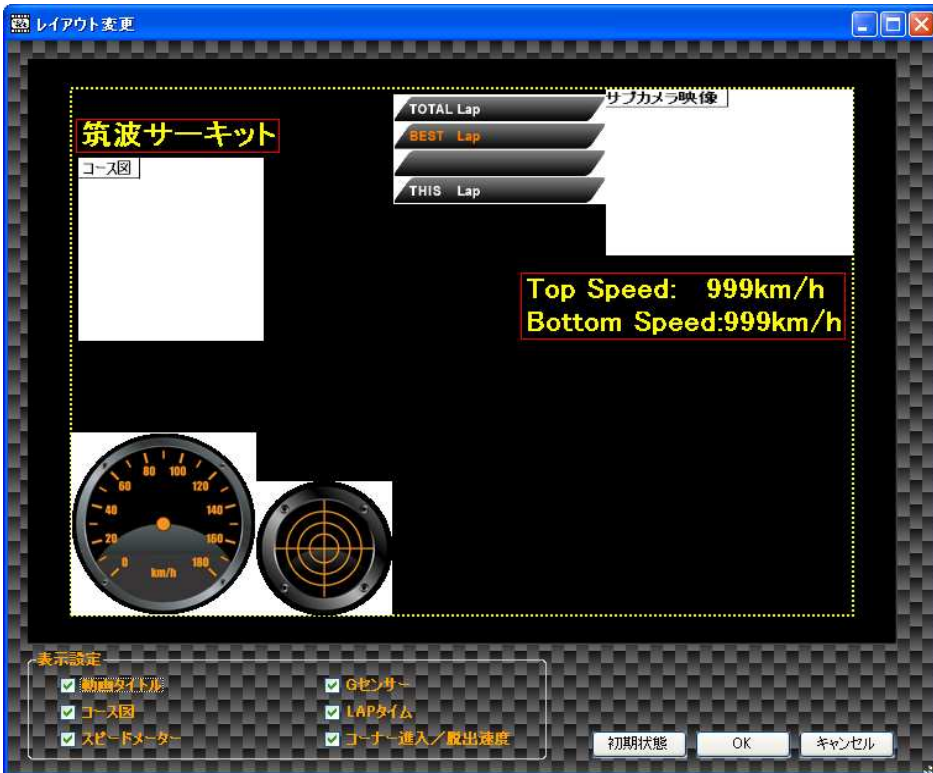 レイアウト変更
TOTAL Lap
サブカメラ映像
筑波サーキット
BEST Lap
コース図
THIS Lap
Top Speed: 999km/h
Bottom Speed:999km/h
80 100
60 120
40 140
20 160
0 180
km/h
表示設定
動画タイトル
Gセンサー
コース図
LAPタイム
スピードメーター
コーナー進入／脱出速度
初期状態
OK
キャンセル